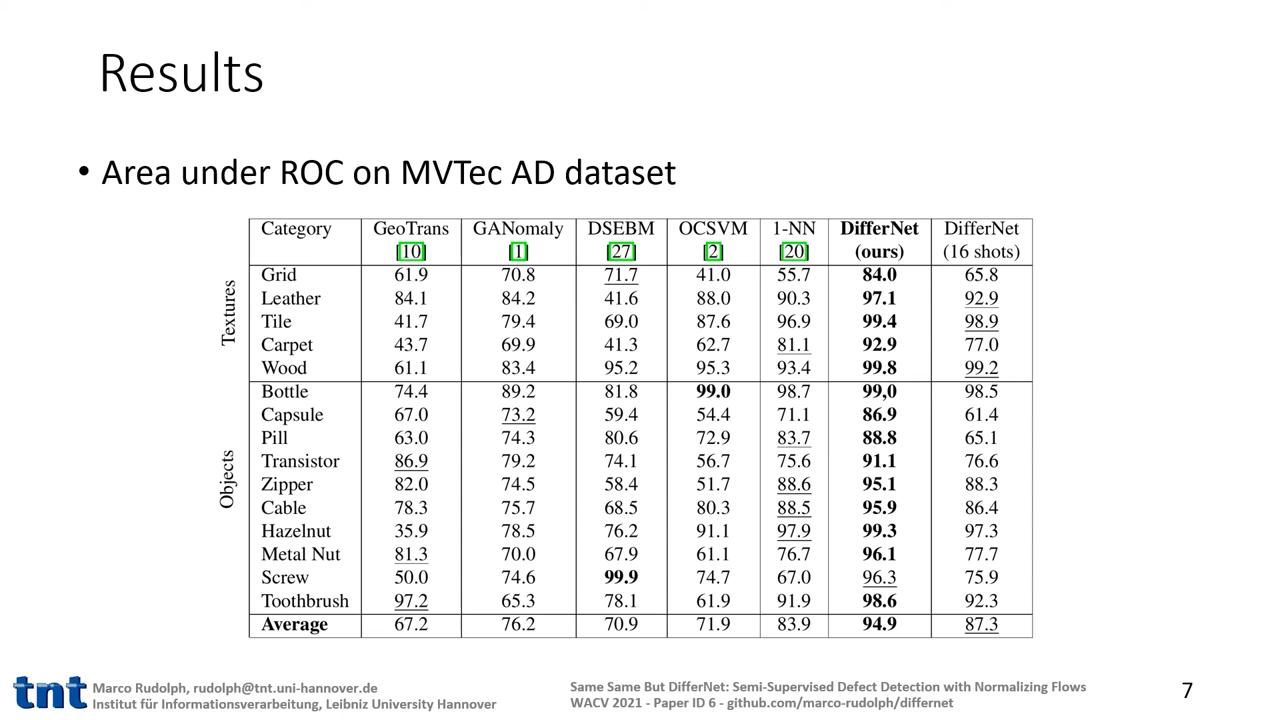 Results
• Area under ROC on MVTec AD dataset
Category GeoTrans GANomaly DSEBM OCSVM 1-NN DifferNet DifferNet
[10] [1] [27] [2] [20] (ours) (16 shots)
Textures
Grid 61.9 70.8 71.7 41.0 55.7 84.0 65.8
Leather 84.1 84.2 41.6 88.0 90.3 97.1 92.9
Tile 41.7 79.4 69.0 87.6 96.9 99.4 98.9
Carpet 43.7 69.9 41.3 62.7 81.1 92.9 77.0
Wood 61.1 83.4 95.2 95.3 93.4 99.8 99.2
Objects
Bottle 74.4 89.2 81.8 99.0 98.7 99,0 98.5
Capsule 67.0 73.2 59.4 54.4 71.1 86.9 61.4
Pill 63.0 74.3 80.6 72.9 83.7 88.8 65.1
Transistor 86.9 79.2 74.1 56.7 75.6 91.1 76.6
Zipper 82.0 74.5 58.4 51.7 88.6 95.1 88.3
Cable 78.3 75.7 68.5 80.3 88.5 95.9 86.4
Hazelnut 35.9 78.5 76.2 91.1 97.9 99.3 97.3
Metal Nut 81.3 70.0 67.9 61.1 76.7 96.1 77.7
Screw 50.0 74.6 99.9 74.7 67.0 96.3 75.9
Toothbrush 97.2 65.3 78.1 61.9 91.9 98.6 92.3
Average 67.2 76.2 70.9 71.9 83.9 94.9 87.3
tnt
Marco Rudolph, rudolph@tnt.uni-hannover.de
Institut für Informationsverarbeitung, Leibniz University Hannover
Same Same But DifferNet: Semi-Supervised Defect Detection with Normalizing Flows
WACV 2021 - Paper ID 6 - github.com/marco-rudolph/differnet
7